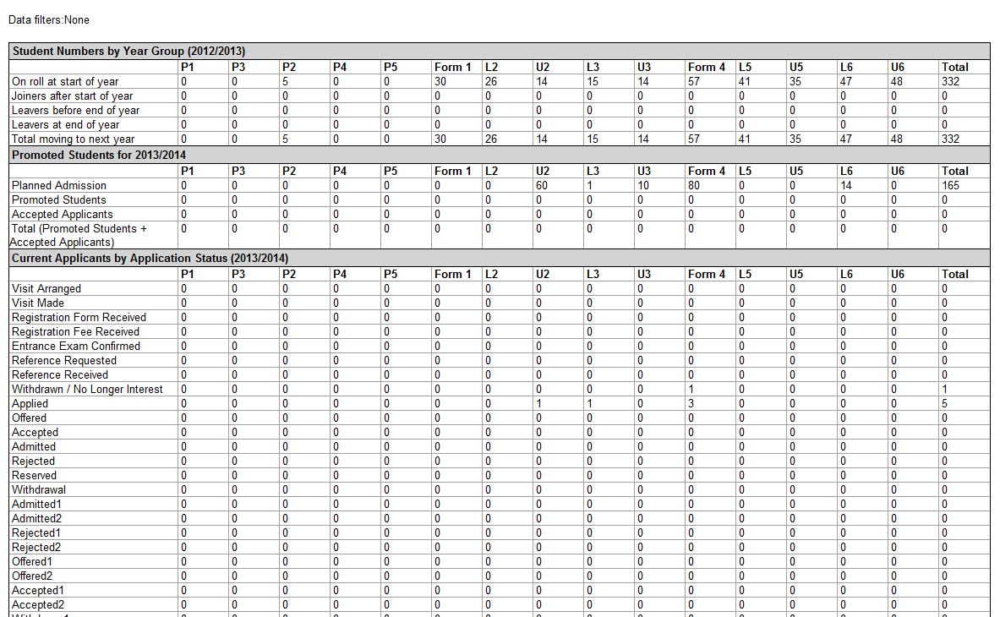 Data filters:None
Student Numbers by Year Group (2012/2013)
P1 P3 P2 P4 P5 Form 1 L2 U2 L3 U3 Form 4 L5 U5 L6 U6 Total
On roll at start of year 0 0 5 0 0 30 26 14 15 14 57 41 35 47 48 332
Joiners after start of year 0 0 0 0 0 0 0 0 0 0 0 0 0 0 0 0
Leavers before end of year 0 0 0 0 0 0 0 0 0 0 0 0 0 0 0 0
Leavers at end of year 0 0 0 0 0 0 0 0 0 0 0 0 0 0 0 0
Total moving to next year 0 0 5 0 0 30 26 14 15 14 57 41 35 47 48 332
Promoted Students for 2013/2014
P1 P3 P2 P4 P5 Form 1 L2 U2 L3 U3 Form 4 L5 U5 L6 U6 Total
Planned Admission 0 0 0 0 0 0 0 60 1 10 80 0 0 14 0 165
Promoted Students 0 0 0 0 0 0 0 0 0 0 0 0 0 0 0 0
Accepted Applicants 0 0 0 0 0 0 0 0 0 0 0 0 0 0 0 0
Total (Promoted Students + 0 0 0 0 0 0 0 0 0 0 0 0 0 0 0 0
Accepted Applicants)
Current Applicants by Application Status (2013/2014)
P1 P3 P2 P4 P5 Form 1 L2 U2 L3 U3 Form 4 L5 U5 L6 U6 Total
Visit Arranged 0 0 0 0 0 0 0 0 0 0 0 0 0 0 0 0
Visit Made 0 0 0 0 0 0 0 0 0 0 0 0 0 0 0 0
Registration Form Received 0 0 0 0 0 0 0 0 0 0 0 0 0 0 0 0
Registration Fee Received 0 0 0 0 0 0 0 0 0 0 0 0 0 0 0 0
Entrance Exam Confirmed 0 0 0 0 0 0 0 0 0 0 0 0 0 0 0 0
Reference Requested 0 0 0 0 0 0 0 0 0 0 0 0 0 0 0 0
Reference Received 0 0 0 0 0 0 0 0 0 0 0 0 0 0 0 0
Withdrawn / No Longer Interest 0 0 0 0 0 0 0 0 0 0 1 0 0 0 0 1
Applied 0 0 0 0 0 0 0 1 1 0 3 0 0 0 0 5
Offered 0 0 0 0 0 0 0 0 0 0 0 0 0 0 0 0
Accepted 0 0 0 0 0 0 0 0 0 0 0 0 0 0 0 0
Admitted 0 0 0 0 0 0 0 0 0 0 0 0 0 0 0 0
Rejected 0 0 0 0 0 0 0 0 0 0 0 0 0 0 0 0
Reserved 0 0 0 0 0 0 0 0 0 0 0 0 0 0 0 0
Withdrawal 0 0 0 0 0 0 0 0 0 0 0 0 0 0 0 0
Admitted1 0 0 0 0 0 0 0 0 0 0 0 0 0 0 0 0
Admitted2 0 0 0 0 0 0 0 0 0 0 0 0 0 0 0 0
Rejected1 0 0 0 0 0 0 0 0 0 0 0 0 0 0 0 0
Rejected2 0 0 0 0 0 0 0 0 0 0 0 0 0 0 0 0
Offered1 0 0 0 0 0 0 0 0 0 0 0 0 0 0 0 0
Offered2 0 0 0 0 0 0 0 0 0 0 0 0 0 0 0 0
Accepted1 0 0 0 0 0 0 0 0 0 0 0 0 0 0 0 0
Accepted2 0 0 0 0 0 0 0 0 0 0 0 0 0 0 0 0